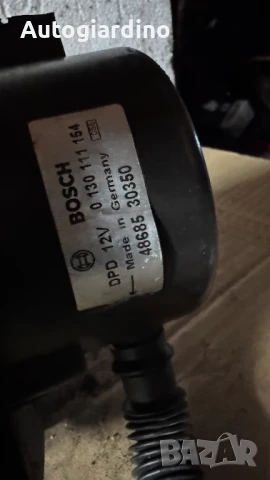 Autogiardino
BOSCH
0 130 111 164
DPD 12V
Made in Germany
48685 30350
BAZAR